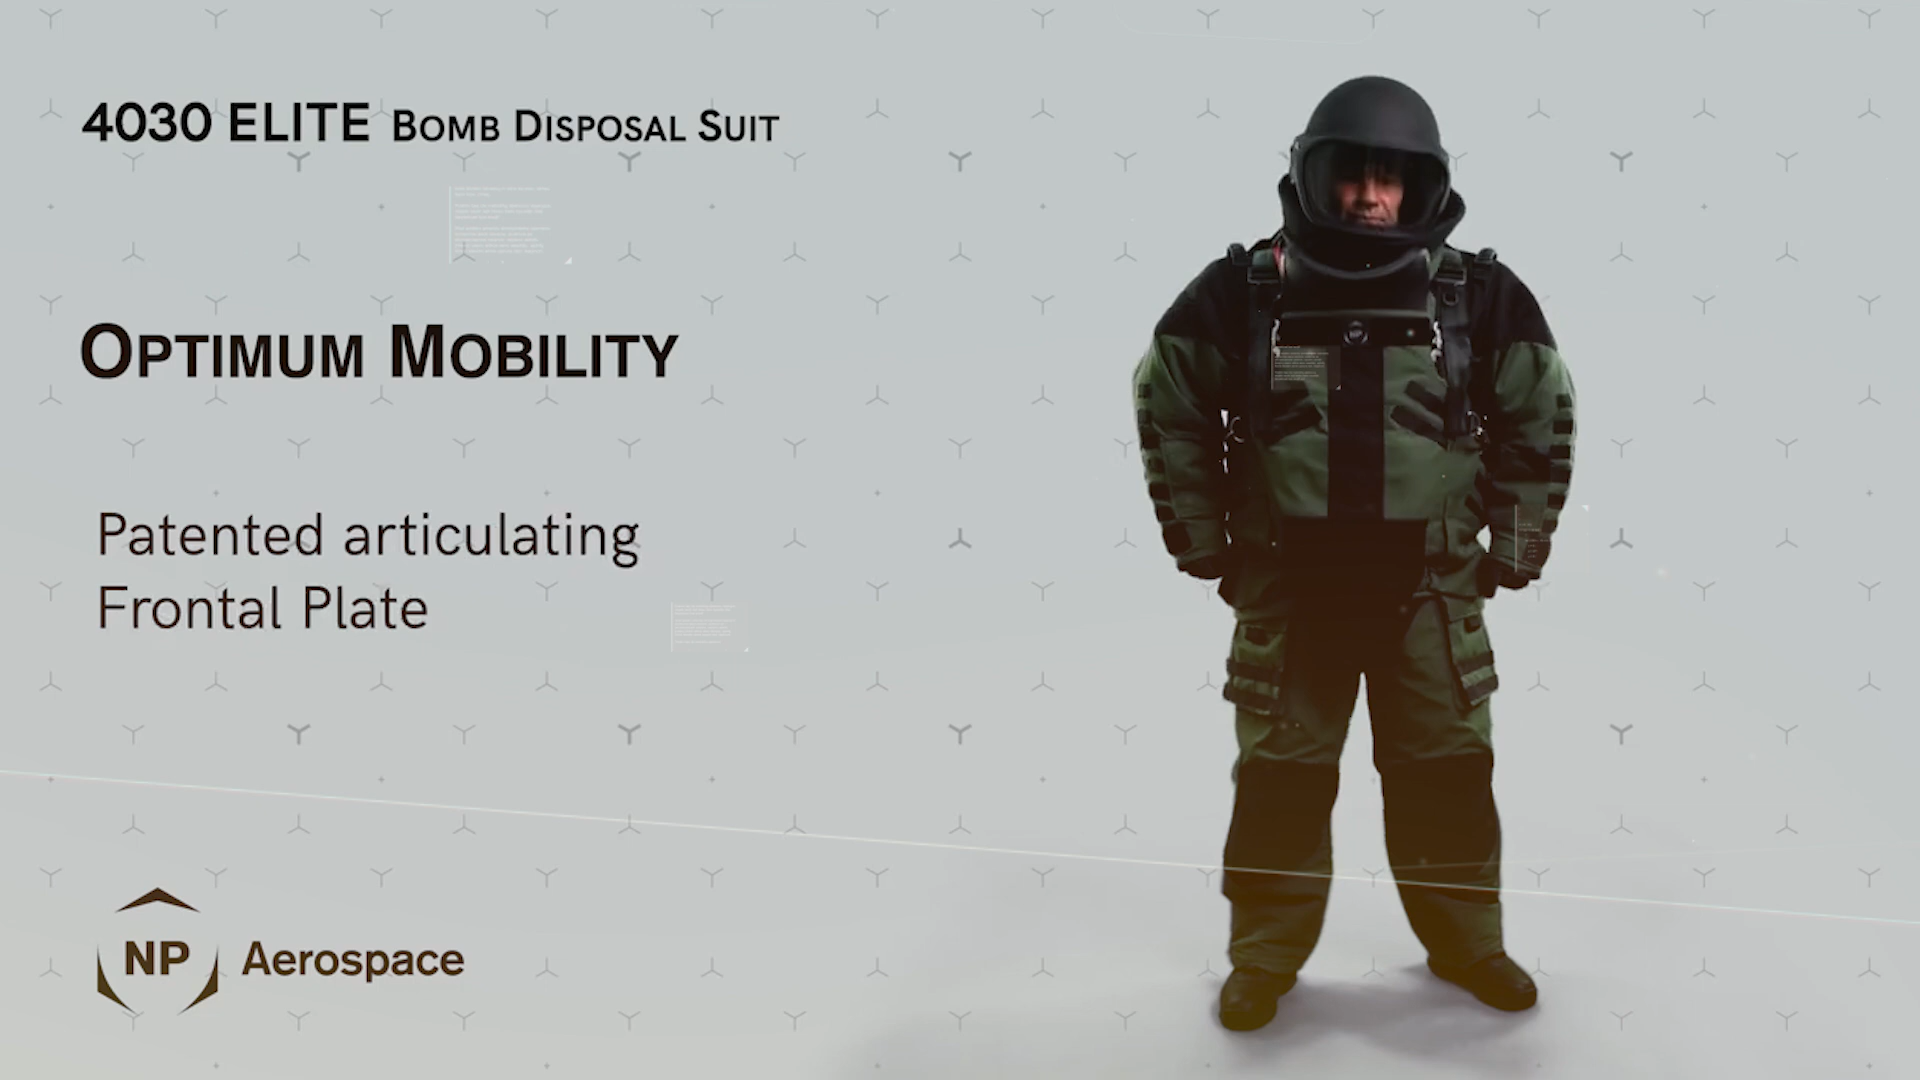 4030 ELITE BOMB DISPOSAL SUIT
OPTIMUM MOBILITY
Patented articulating
Frontal Plate
NP Aerospace